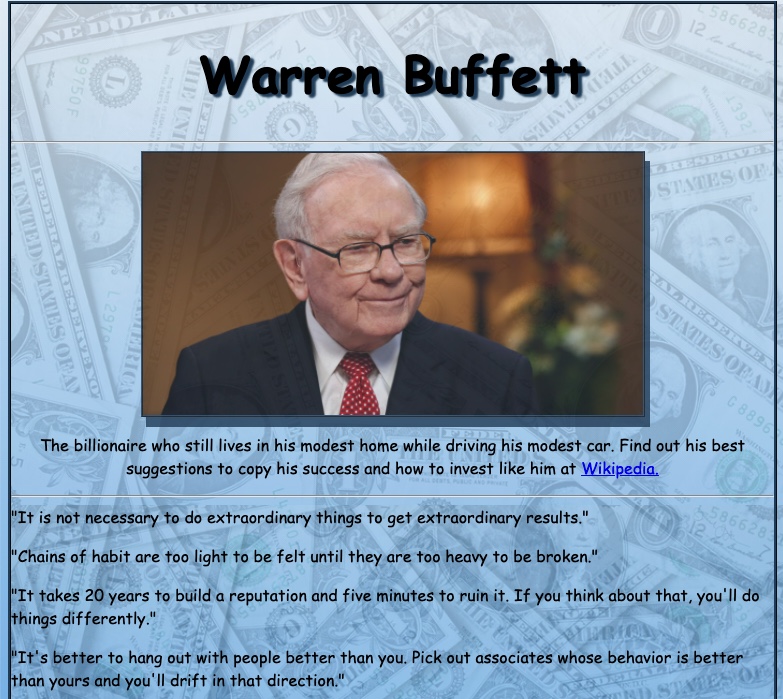 Warren Buffett
The billionaire who still lives in his modest home while driving his modest car. Find out his best
suggestions to copy his success and how to invest like him at Wikipedia.
"It is not necessary to do extraordinary things to get extraordinary results."
"Chains of habit are too light to be felt until they are too heavy to be broken."
"It takes 20 years to build a reputation and five minutes to ruin it. If you think about that, you'll do
things differently."
"It's better to hang out with people better than you. Pick out associates whose behavior is better
than yours and you'll drift in that direction."